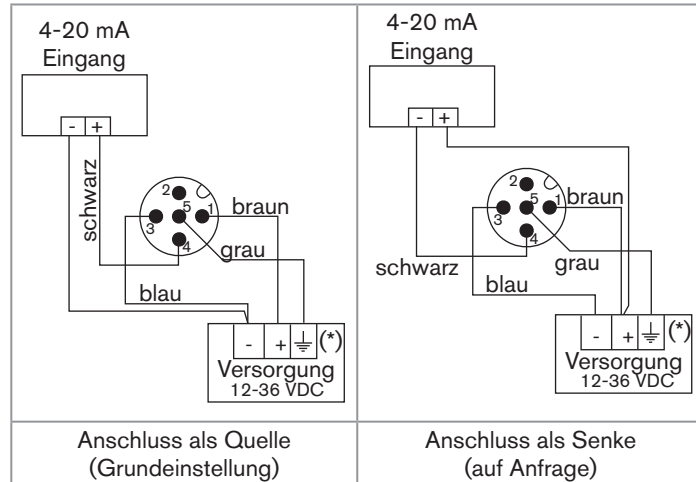 4-20 mA
Eingang
- +
schwarz
2
5
1
3
4
braun
grau
blau
- + (*)
Versorgung
12-36 VDC
Anschluss als Quelle
(Grundeinstellung)
4-20 mA
Eingang
- +
2
5
1
3
4
braun
schwarz
grau
blau
- + (*)
Versorgung
12-36 VDC
Anschluss als Senke
(auf Anfrage)